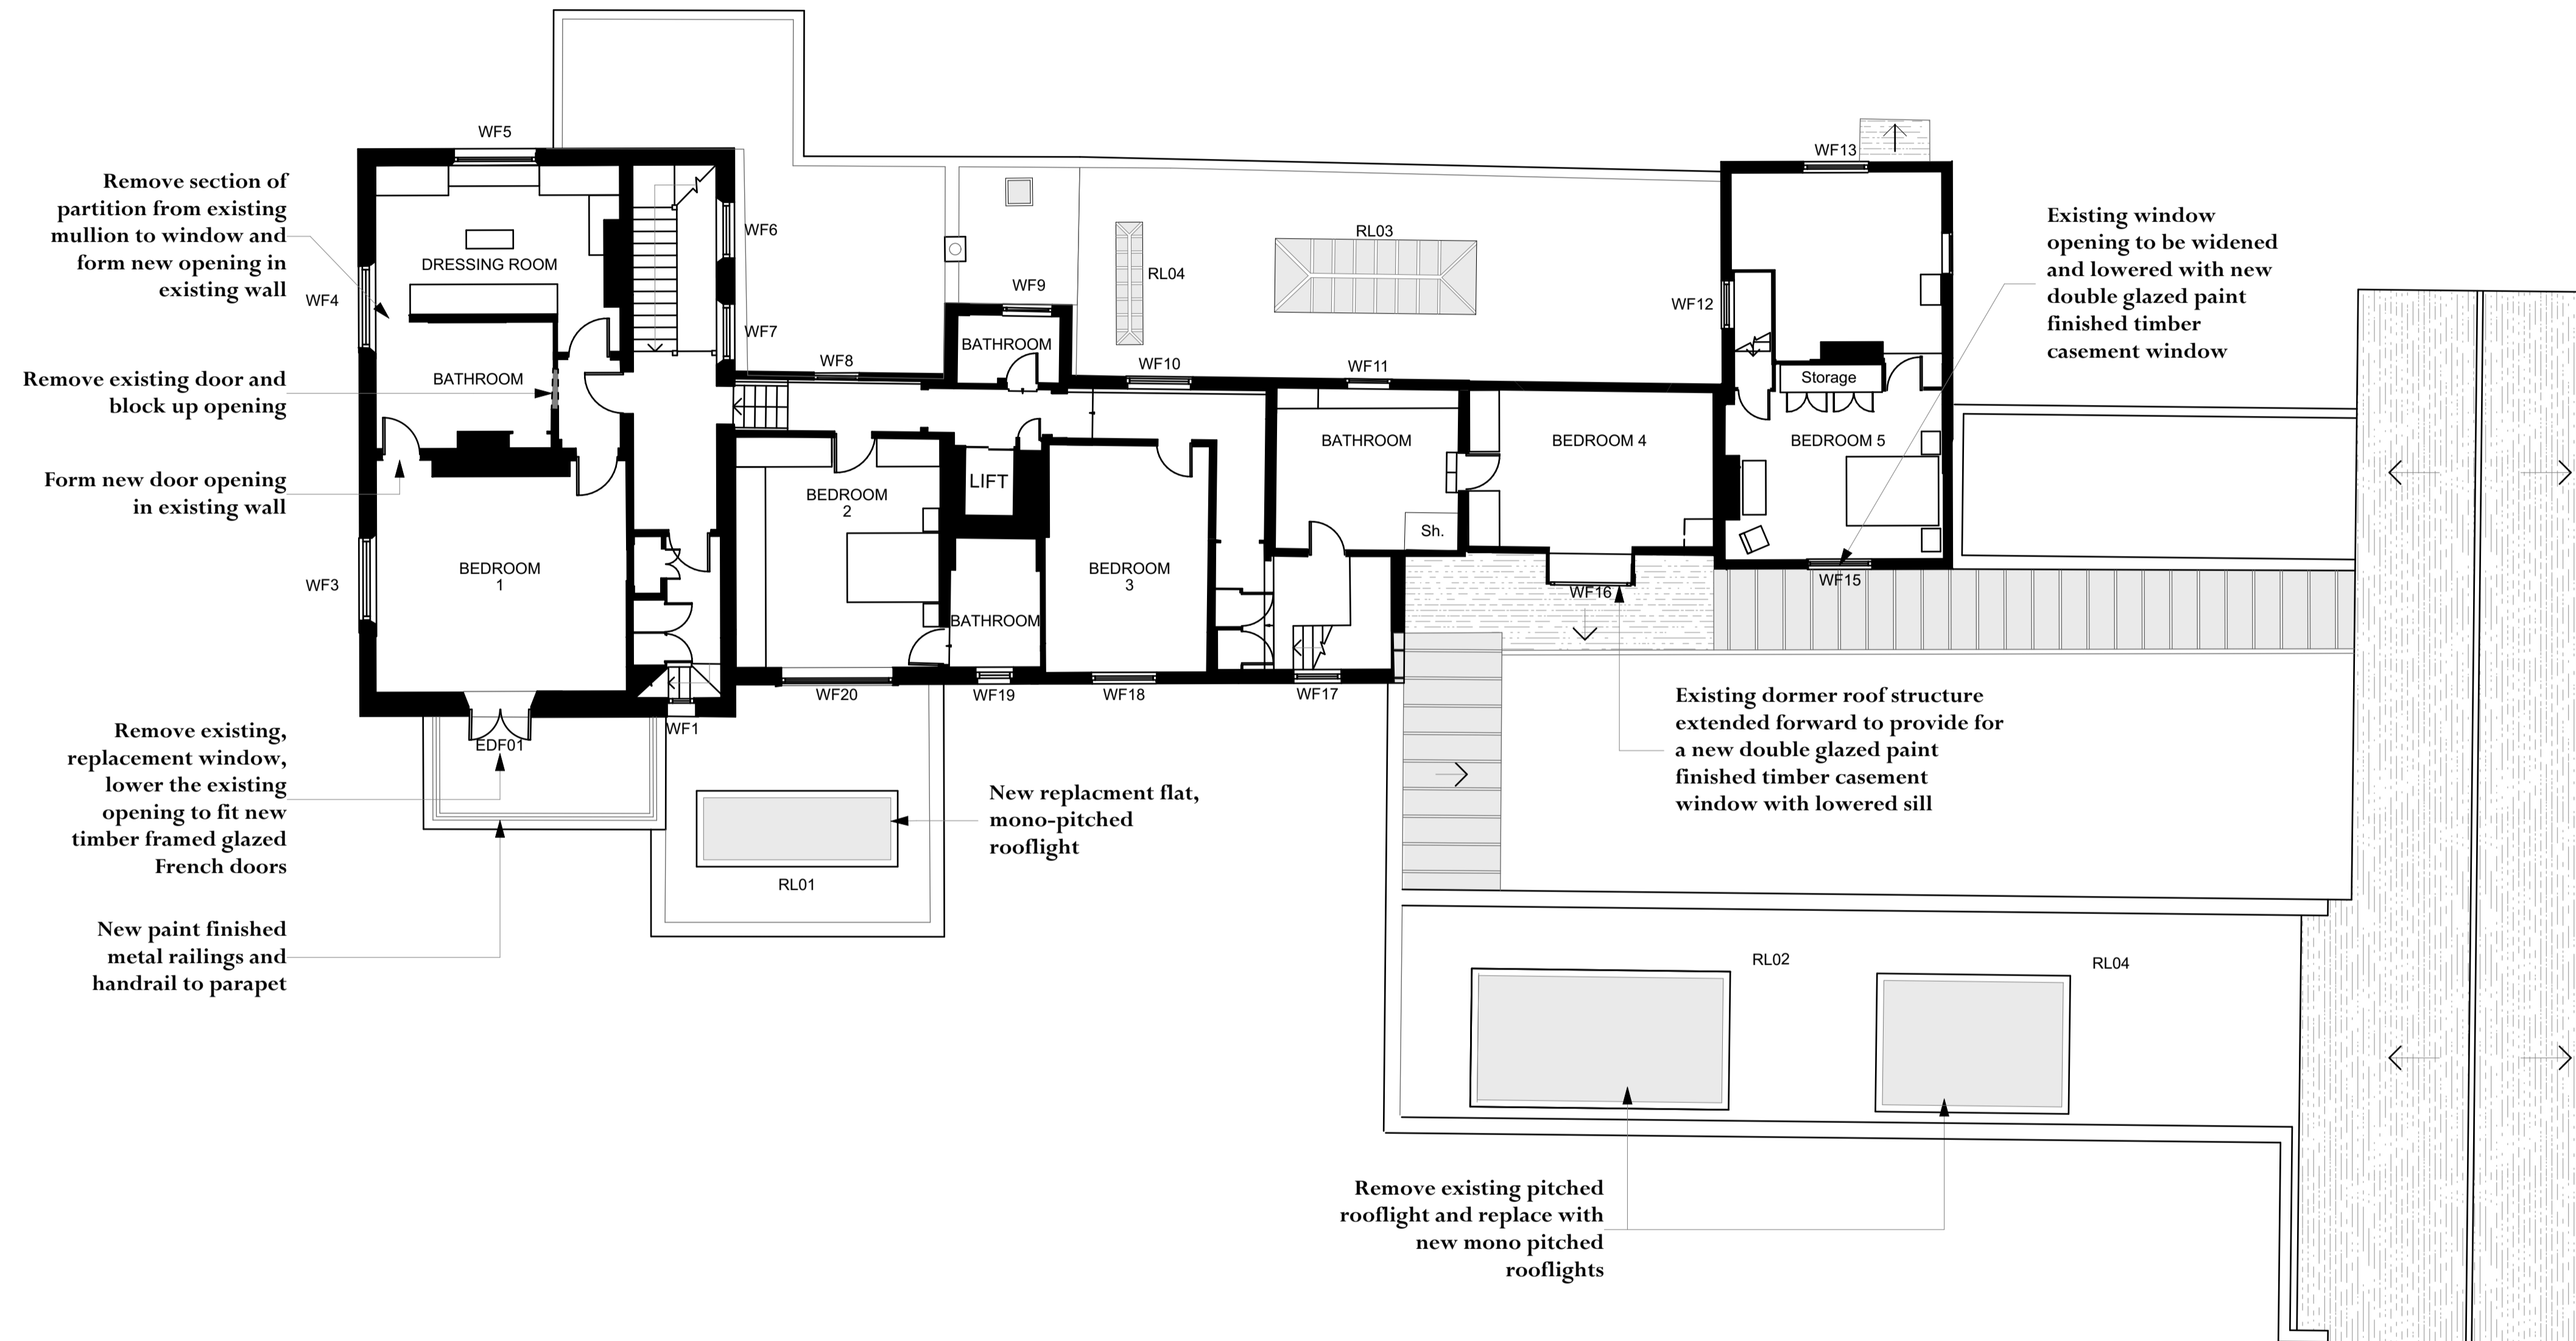 WF5
WF13
Remove section of
partition from existing
mullion to window and
form new opening in
existing wall
WF4
DRESSING ROOM
WF6
WF7
RL03
RL04
WF9
WF12
Existing window
opening to be widened
and lowered with new
double glazed paint
finished timber
casement window
BATHROOM
WF8
WF10
WF11
Storage
Remove existing door and
block up opening
BATHROOM
BATHROOM
BEDROOM 4
BEDROOM 5
Form new door opening
in existing wall
LIFT
BEDROOM
2
Sh.
WF3
BEDROOM
1
BEDROOM
3
WF16
WF15
BATHROOM
WF20
WF19
WF18
WF17
WF1
EDF01
Remove existing,
replacement window,
lower the existing
opening to fit new
timber framed glazed
French doors
Existing dormer roof structure
extended forward to provide for
a new double glazed paint
finished timber casement
window with lowered sill
New replacment flat,
mono-pitched
rooflight
RL01
New paint finished
metal railings and
handrail to parapet
RL02
RL04
Remove existing pitched
rooflight and replace with
new mono pitched
rooflights